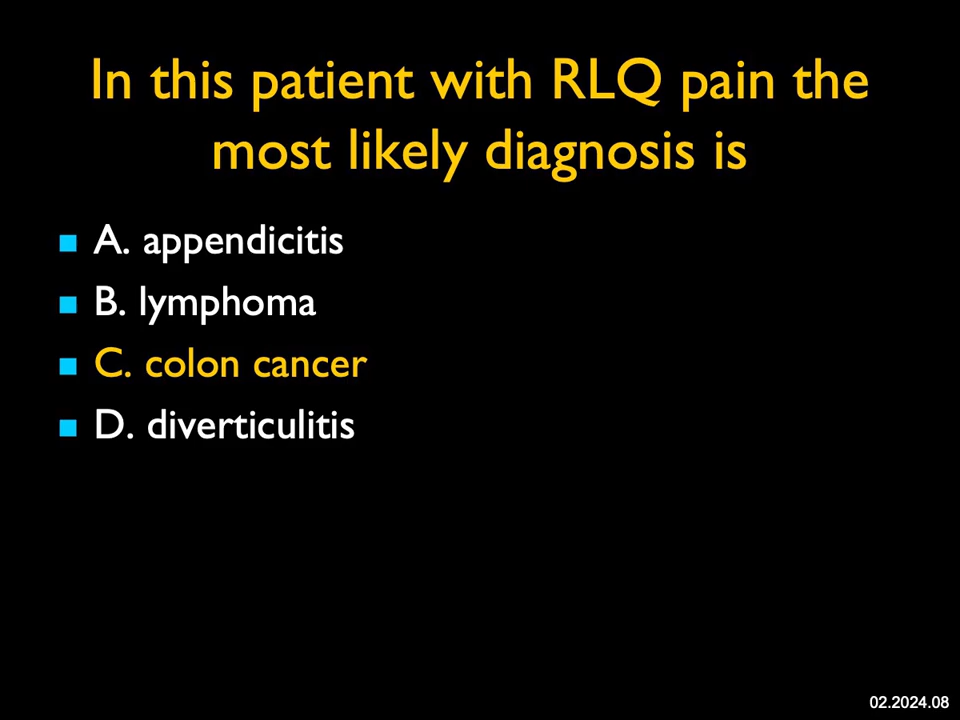 In this patient with RLQ pain the
most likely diagnosis is
A. appendicitis
B. lymphoma
C. colon cancer
D. diverticulitis
02.2024.08